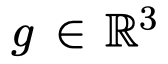 g ∈ ℝ³